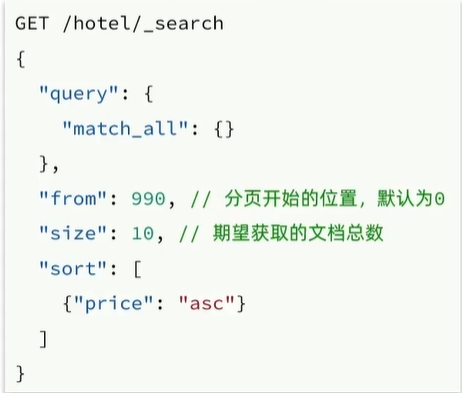 GET /hotel/_search
{
  "query": {
    "match_all": {}
  },
  "from": 990, // 分页开始的位置，默认为0
  "size": 10, // 期望获取的文档总数
  "sort": [
    {"price": "asc"}
  ]
}